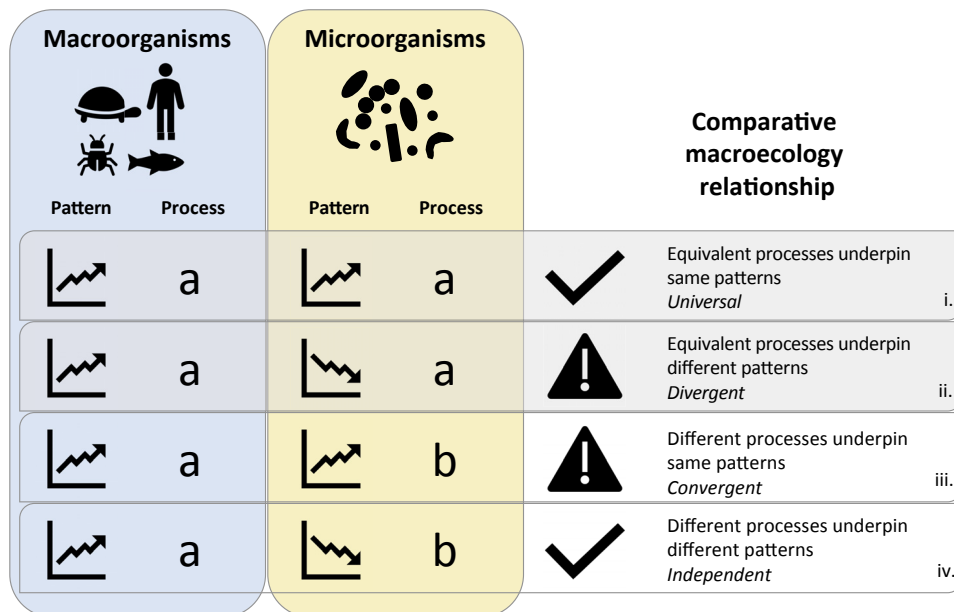 Macroorganisms
Microorganisms
Comparative
macroecology
relationship
Pattern Process
Pattern Process
a
a
Equivalent processes underpin
same patterns
Universal
i.
a
a
Equivalent processes underpin
different patterns
Divergent
ii.
a
b
Different processes underpin
same patterns
Convergent
iii.
a
b
Different processes underpin
different patterns
Independent
iv.